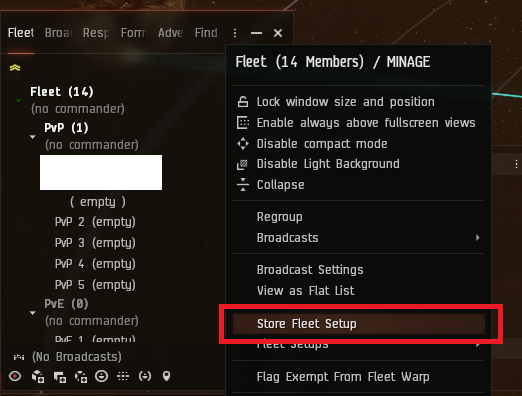 Fleet Broa Resp Form Adve Find
Fleet (14)
(no commander)
PvP (1)
(no commander)
( empty )
PvP 2 (empty)
PvP 3 (empty)
PvP 4 (empty)
PvP 5 (empty)
PvE (0)
(no commander)
PvE 1 (empty)
(No Broadcasts)
Fleet (14 Members) / MINAGE
Lock window size and position
Enable always above fullscreen views
Disable compact mode
Disable Light Background
Collapse
Regroup
Broadcasts
Broadcast Settings
View as Flat List
Store Fleet Setup
Fleet Setups
Flag Exempt From Fleet Warp